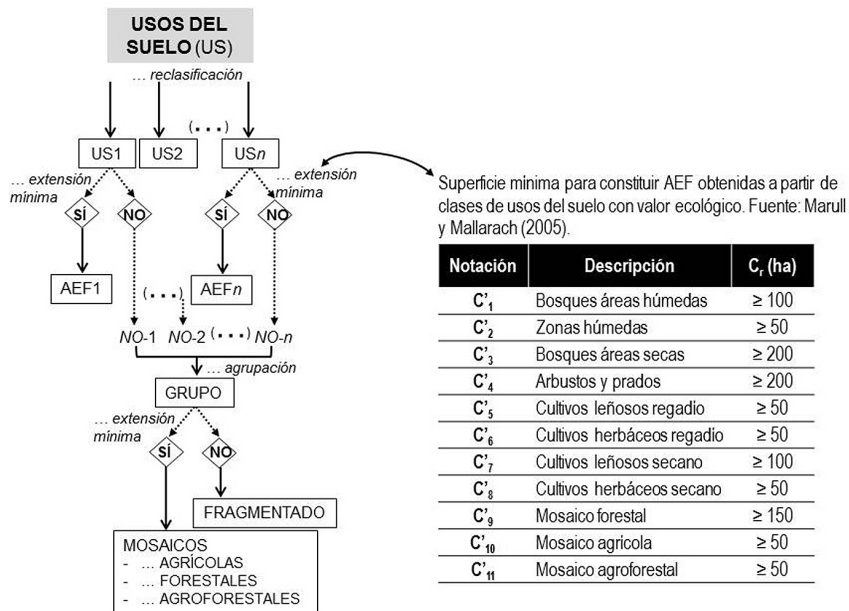 USOS DEL
SUELO (US)
... reclasificación
(...)
US1 US2 USn
... extensión
mínima
... extensión
mínima
SÍ NO SÍ NO
AEF1 (...) AEFn
NO-1 NO-2 (...) NO-n
... agrupación
GRUPO
... extensión
mínima
SÍ NO
FRAGMENTADO
MOSAICOS
- ... AGRÍCOLAS
- ... FORESTALES
- ... AGROFORESTALES
Superficie mínima para constituir AEF obtenidas a partir de
clases de usos del suelo con valor ecológico. Fuente: Marull
y Mallarach (2005).
Notación Descripción Cr (ha)
C'1 Bosques áreas húmedas ≥ 100
C'2 Zonas húmedas ≥ 50
C'3 Bosques áreas secas ≥ 200
C'4 Arbustos y prados ≥ 200
C'5 Cultivos leñosos regadío ≥ 50
C'6 Cultivos herbáceos regadío ≥ 50
C'7 Cultivos leñosos secano ≥ 100
C'8 Cultivos herbáceos secano ≥ 50
C'9 Mosaico forestal ≥ 150
C'10 Mosaico agrícola ≥ 50
C'11 Mosaico agroforestal ≥ 50